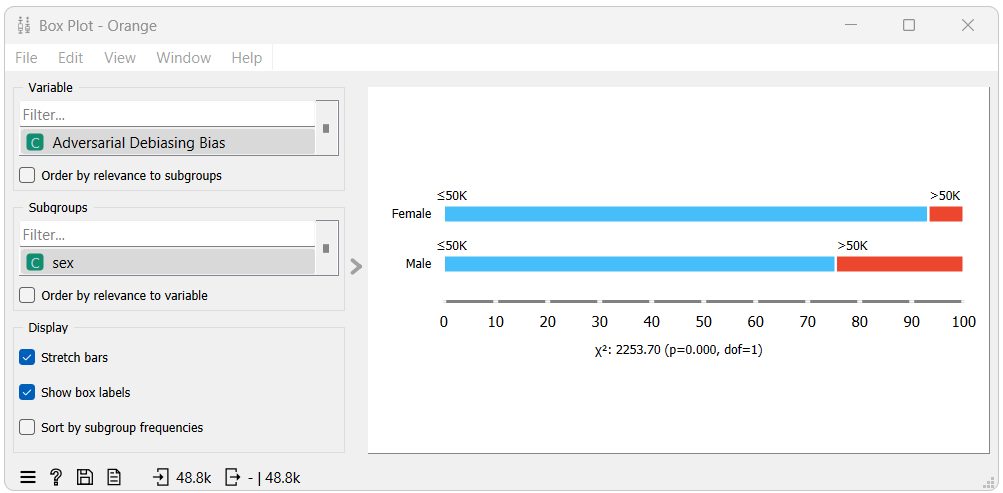 Box Plot - Orange
File Edit View Window Help
Variable
Filter...
C Adversarial Debiasing Bias
Order by relevance to subgroups
Subgroups
Filter...
C sex
Order by relevance to variable
Display
Stretch bars
Show box labels
Sort by subgroup frequencies
≤50K >50K
Female
≤50K >50K
Male
0 10 20 30 40 50 60 70 80 90 100
χ²: 2253.70 (p=0.000, dof=1)
? 48.8k - | 48.8k